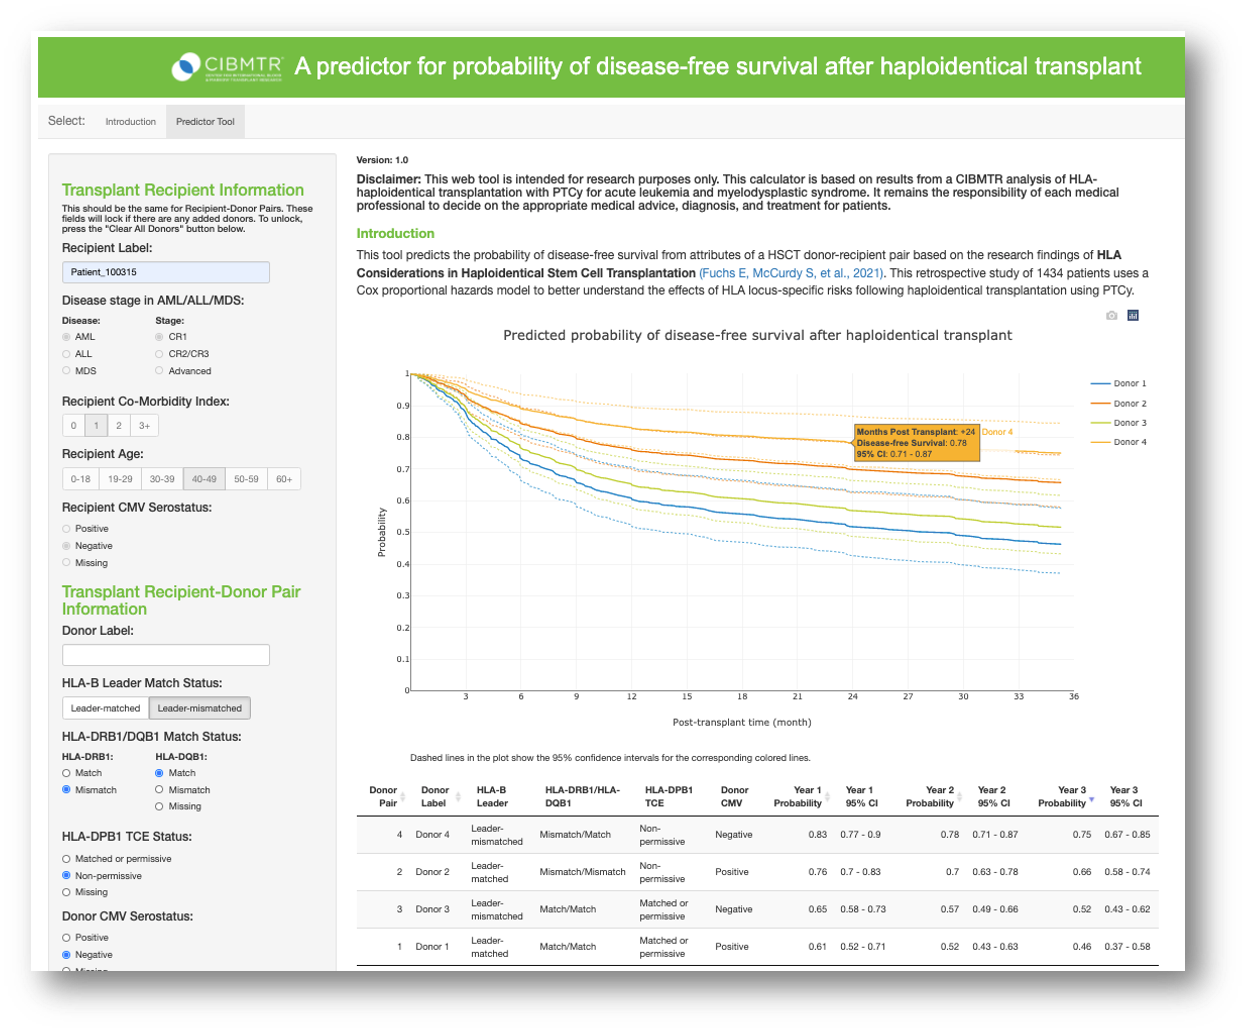 CIBMTR
A predictor for probability of disease-free survival after haploidentical transplant
Select: Introduction Predictor Tool
Transplant Recipient Information
This should be the same for Recipient-Donor Pairs. These
fields will lock if there are any added donors. To unlock,
press the "Clear All Donors" button below.
Recipient Label:
Patient_100315
Disease stage in AML/ALL/MDS:
Disease: Stage:
AML CR1
ALL CR2/CR3
MDS Advanced
Recipient Co-Morbidity Index:
0 1 2 3+
Recipient Age:
0-18 19-29 30-39 40-49 50-59 60+
Recipient CMV Serostatus:
Positive
Negative
Missing
Transplant Recipient-Donor Pair
Information
Donor Label:
HLA-B Leader Match Status:
Leader-matched Leader-mismatched
HLA-DRB1/DQB1 Match Status:
HLA-DRB1: HLA-DQB1:
Match Match
Mismatch Mismatch
Missing
HLA-DPB1 TCE Status:
Matched or permissive
Non-permissive
Missing
Donor CMV Serostatus:
Positive
Negative
Missing
Version: 1.0
Disclaimer: This web tool is intended for research purposes only. This calculator is based on results from a CIBMTR analysis of HLA-
haploidentical transplantation with PTCy for acute leukemia and myelodysplastic syndrome. It remains the responsibility of each medical
professional to decide on the appropriate medical advice, diagnosis, and treatment for patients.
Introduction
This tool predicts the probability of disease-free survival from attributes of a HSCT donor-recipient pair based on the research findings of HLA
Considerations in Haploidentical Stem Cell Transplantation (Fuchs E, McCurdy S, et al., 2021). This retrospective study of 1434 patients uses a
Cox proportional hazards model to better understand the effects of HLA locus-specific risks following haploidentical transplantation using PTCy.
Predicted probability of disease-free survival after haploidentical transplant
1
0.9
0.8
0.7
0.6
0.5
0.4
0.3
0.2
0.1
0
Probability
3 6 9 12 15 18 21 24 27 30 33 36
Post-transplant time (month)
Months Post Transplant: +24
Disease-free Survival: 0.78
95% CI: 0.71 - 0.87
Donor 4
Donor 1
Donor 2
Donor 3
Donor 4
Dashed lines in the plot show the 95% confidence intervals for the corresponding colored lines.
Donor Donor HLA-B HLA-DRB1/HLA- HLA-DPB1 Donor Year 1 Year 1 Year 2 Year 2 Year 3 Year 3
Pair Label Leader DQB1 TCE CMV Probability 95% CI Probability 95% CI Probability 95% CI
4 Donor 4 Leader-mismatched Mismatch/Match Non-permissive Negative 0.83 0.77 - 0.9 0.78 0.71 - 0.87 0.75 0.67 - 0.85
2 Donor 2 Leader-matched Mismatch/Mismatch Non-permissive Positive 0.76 0.7 - 0.83 0.7 0.63 - 0.78 0.66 0.58 - 0.74
3 Donor 3 Leader-mismatched Match/Match Matched or permissive Negative 0.65 0.58 - 0.73 0.57 0.49 - 0.66 0.52 0.43 - 0.62
1 Donor 1 Leader-matched Match/Match Matched or permissive Positive 0.61 0.52 - 0.71 0.52 0.43 - 0.63 0.46 0.37 - 0.58